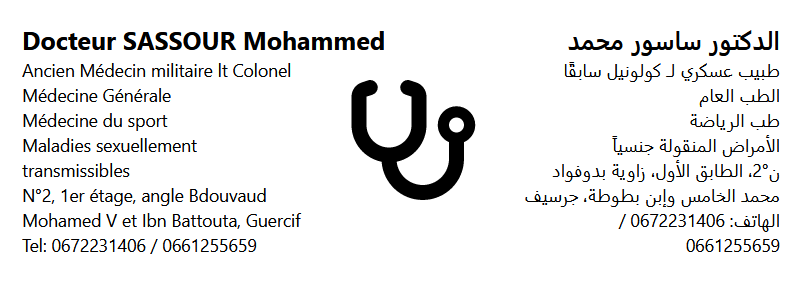 Docteur SASSOUR Mohammed
Ancien Médecin militaire lt Colonel
Médecine Générale
Médecine du sport
Maladies sexuellement
transmissibles
N°2, 1er étage, angle Bdouvaud
Mohamed V et Ibn Battouta, Guercif
Tel: 0672231406 / 0661255659
الدكتور ساسور محمد
طبيب عسكري لـ كولونيل سابقًا
الطب العام
طب الرياضة
الأمراض المنقولة جنسياً
ن°2، الطابق الأول، زاوية بدوفواد
محمد الخامس وإبن بطوطة، جرسيف
الهاتف: 0672231406 /
0661255659